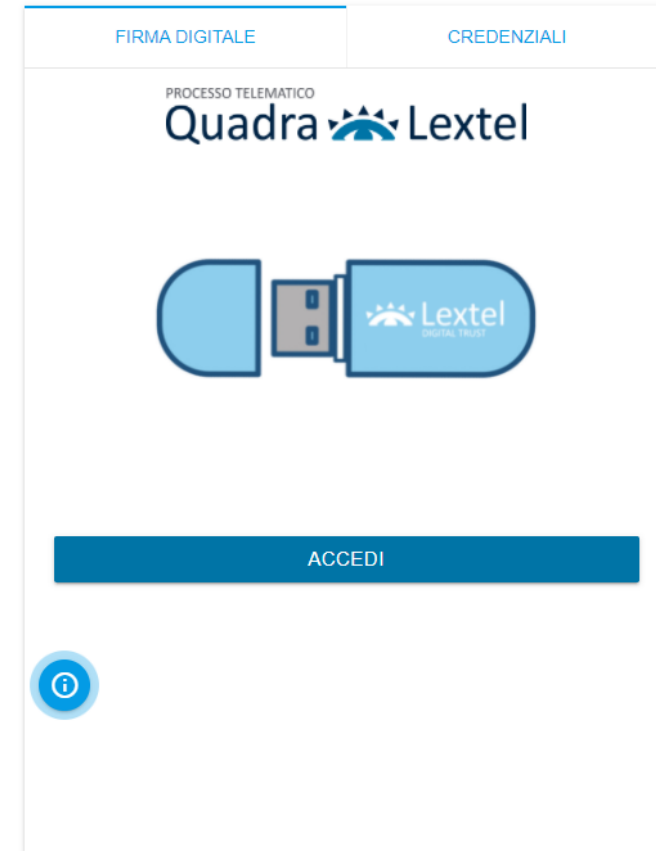 FIRMA DIGITALE
CREDENZIALI
PROCESSO TELEMATICO
Quadra Lextel
Lextel
DIGITAL TRUST
ACCEDI